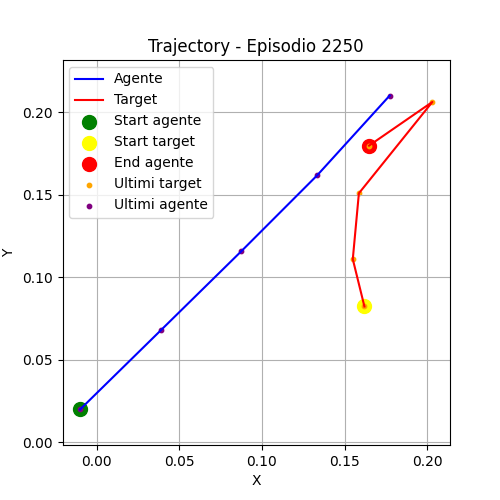 Trajectory - Episodio 2250
Agente
Target
Start agente
Start target
End agente
Ultimi target
Ultimi agente
Y
0.20
0.15
0.10
0.05
0.00
0.00
0.05
0.10
0.15
0.20
X